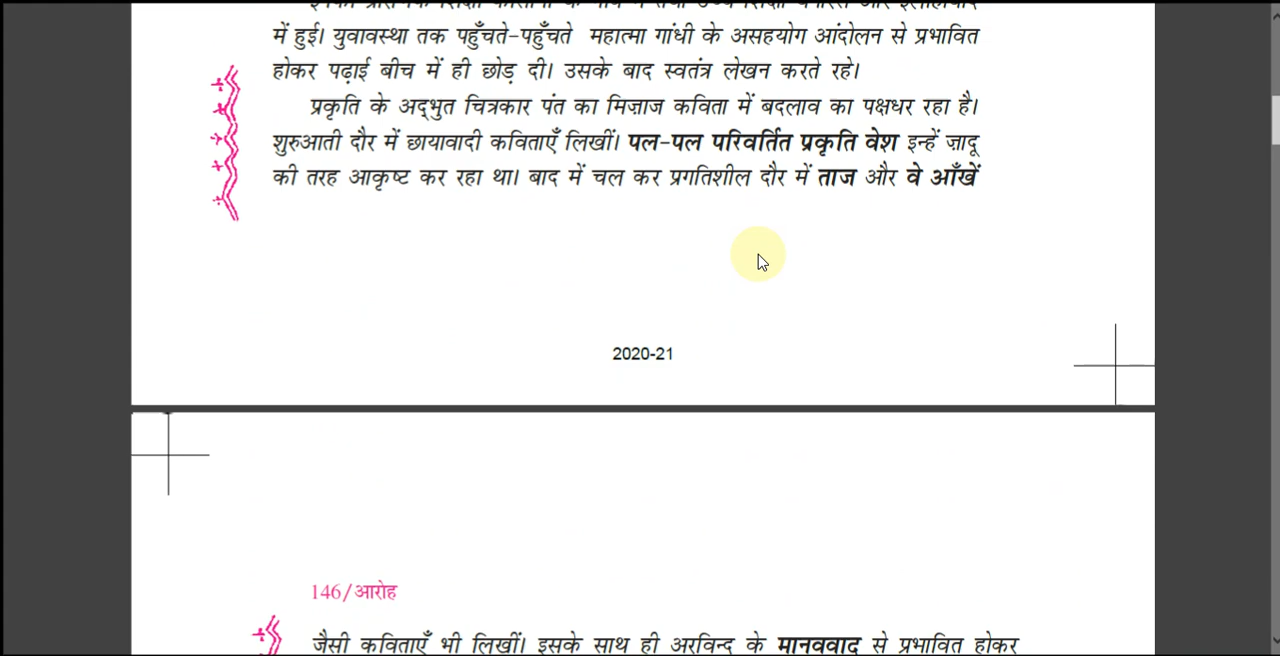 में हुई। युवावस्था तक पहुँचते-पहुँचते महात्मा गांधी के असहयोग आंदोलन से प्रभावित
होकर पढ़ाई बीच में ही छोड़ दी। उसके बाद स्वतंत्र लेखन करते रहे।
प्रकृति के अद्भुत चित्रकार पंत का मिज़ाज कविता में बदलाव का पक्षधर रहा है।
शुरुआती दौर में छायावादी कविताएँ लिखीं। पल-पल परिवर्तित प्रकृति वेश इन्हें जादू
की तरह आकृष्ट कर रहा था। बाद में चल कर प्रगतिशील दौर में ताज और वे आँखें
2020-21
146/आरोह
जैसी कविताएँ भी लिखीं। इसके साथ ही अरविन्द के मानववाद से प्रभावित होकर